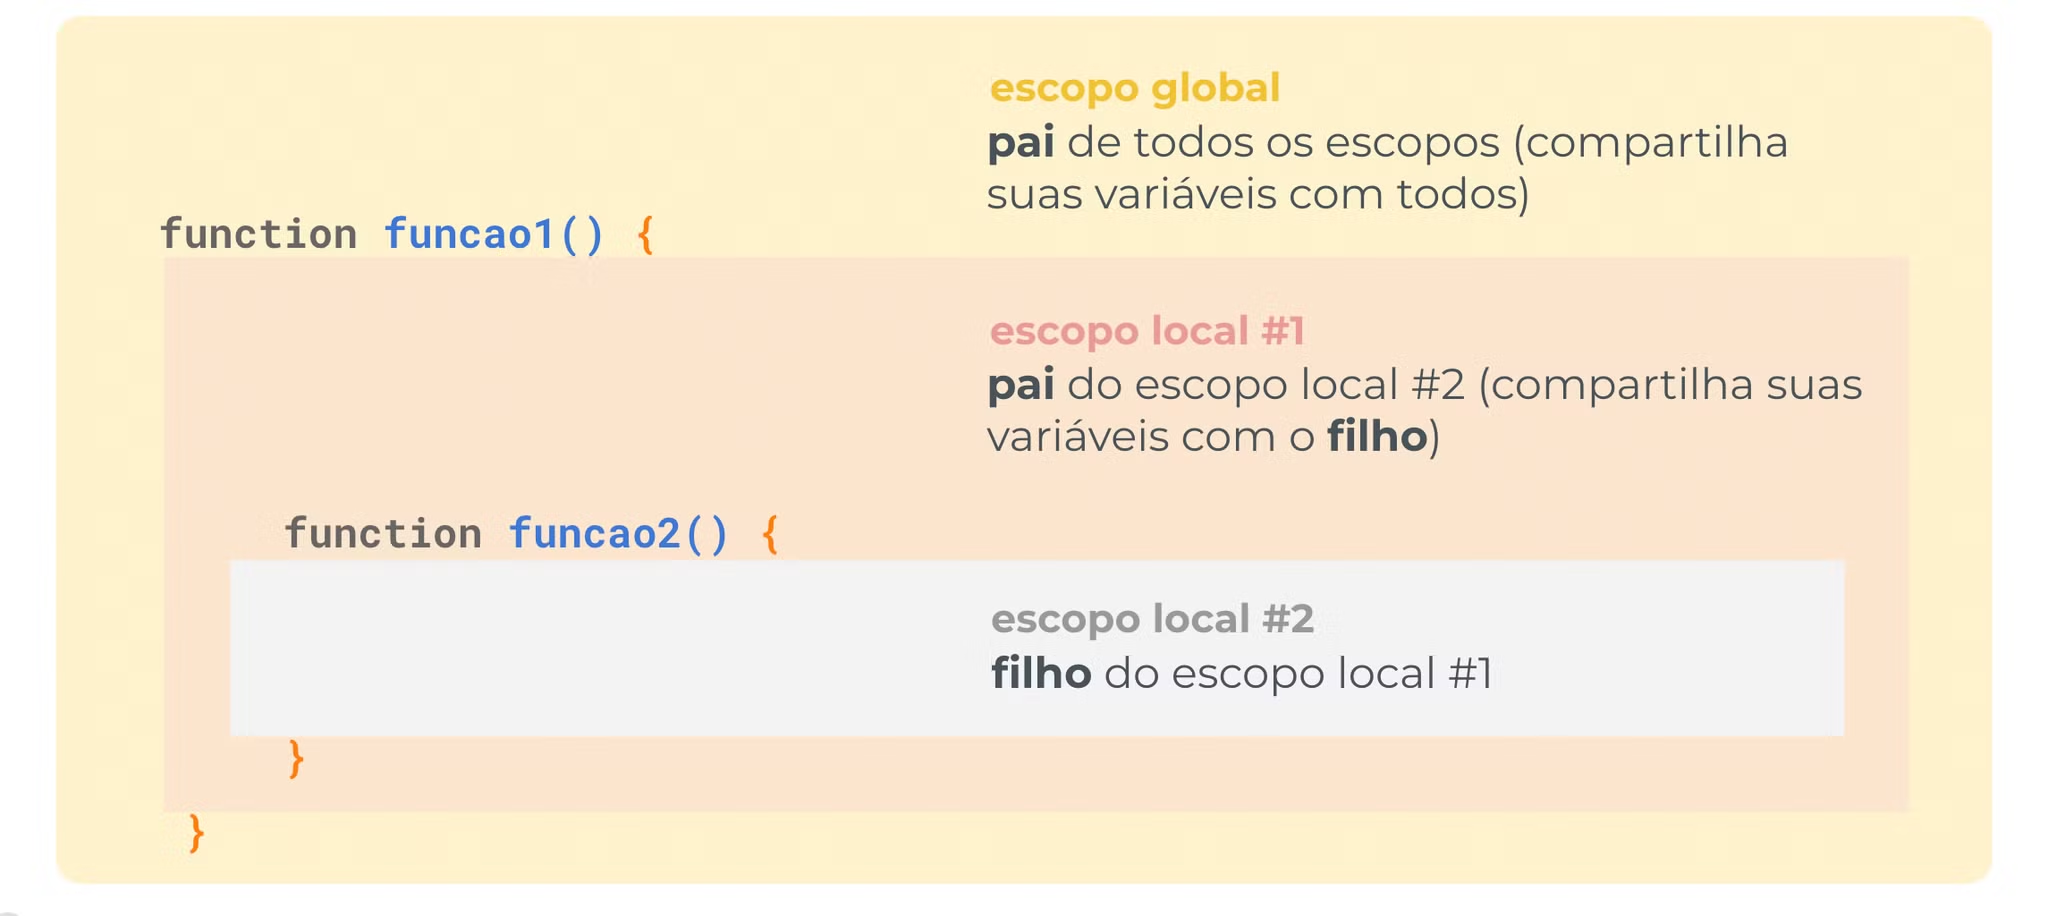 escopo global
pai de todos os escopos (compartilha
suas variáveis com todos)
function funcao1() {
escopo local #1
pai do escopo local #2 (compartilha suas
variáveis com o filho)
function funcao2() {
escopo local #2
filho do escopo local #1
}
}